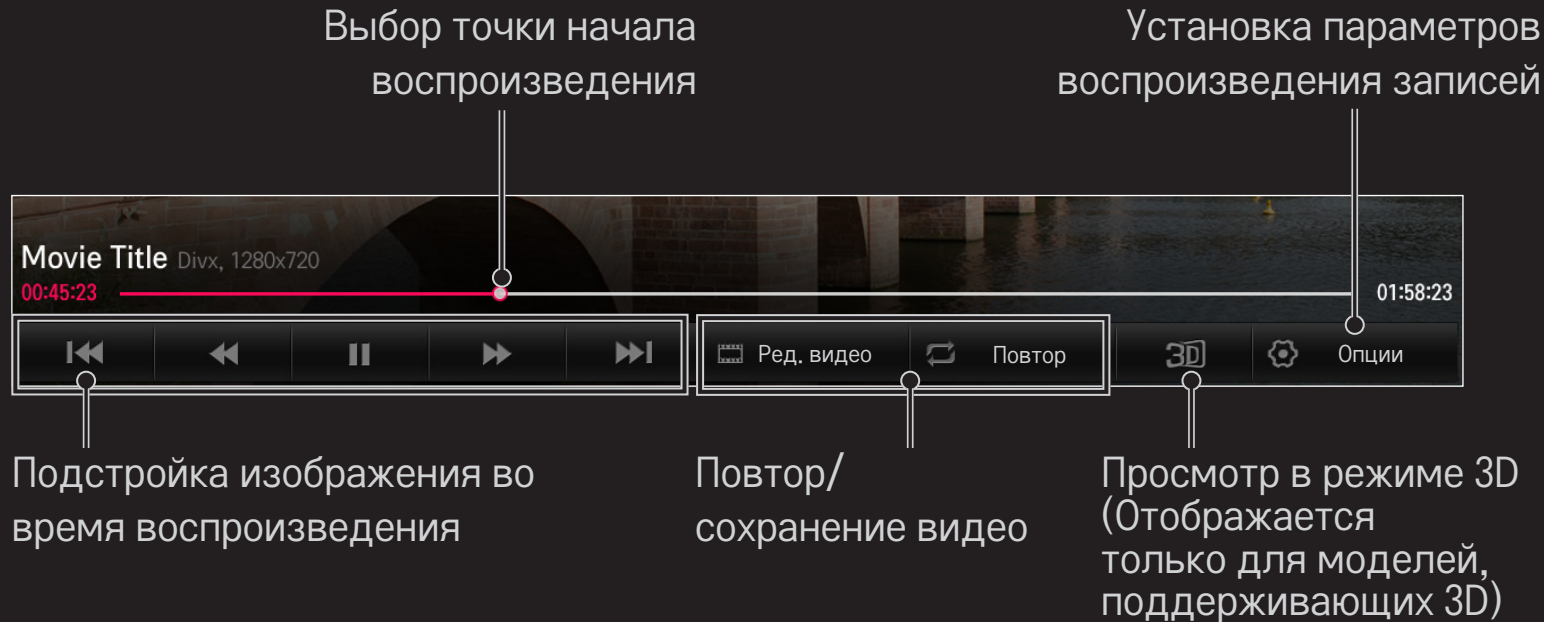 Выбор точки начала
воспроизведения
Установка параметров
воспроизведения записей
Movie Title Divx, 1280x720
00:45:23
01:58:23
Ред. видео
Повтор
3D
Опции
Подстройка изображения во
время воспроизведения
Повтор/
сохранение видео
Просмотр в режиме 3D
(Отображается
только для моделей,
поддерживающих 3D)